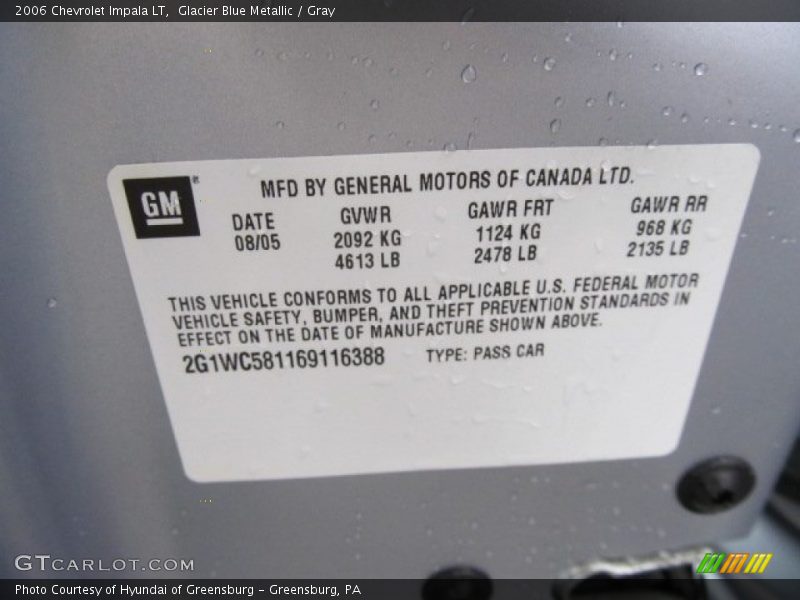 2006 Chevrolet Impala LT, Glacier Blue Metallic / Gray
GM
MFD BY GENERAL MOTORS OF CANADA LTD.
DATE GVWR GAWR FRT GAWR RR
08/05 2092 KG 1124 KG 968 KG
4613 LB 2478 LB 2135 LB
THIS VEHICLE CONFORMS TO ALL APPLICABLE U.S. FEDERAL MOTOR
VEHICLE SAFETY, BUMPER, AND THEFT PREVENTION STANDARDS IN
EFFECT ON THE DATE OF MANUFACTURE SHOWN ABOVE.
2G1WC581169116388 TYPE: PASS CAR
GTCARLOT.COM
Photo Courtesy of Hyundai of Greensburg - Greensburg, PA